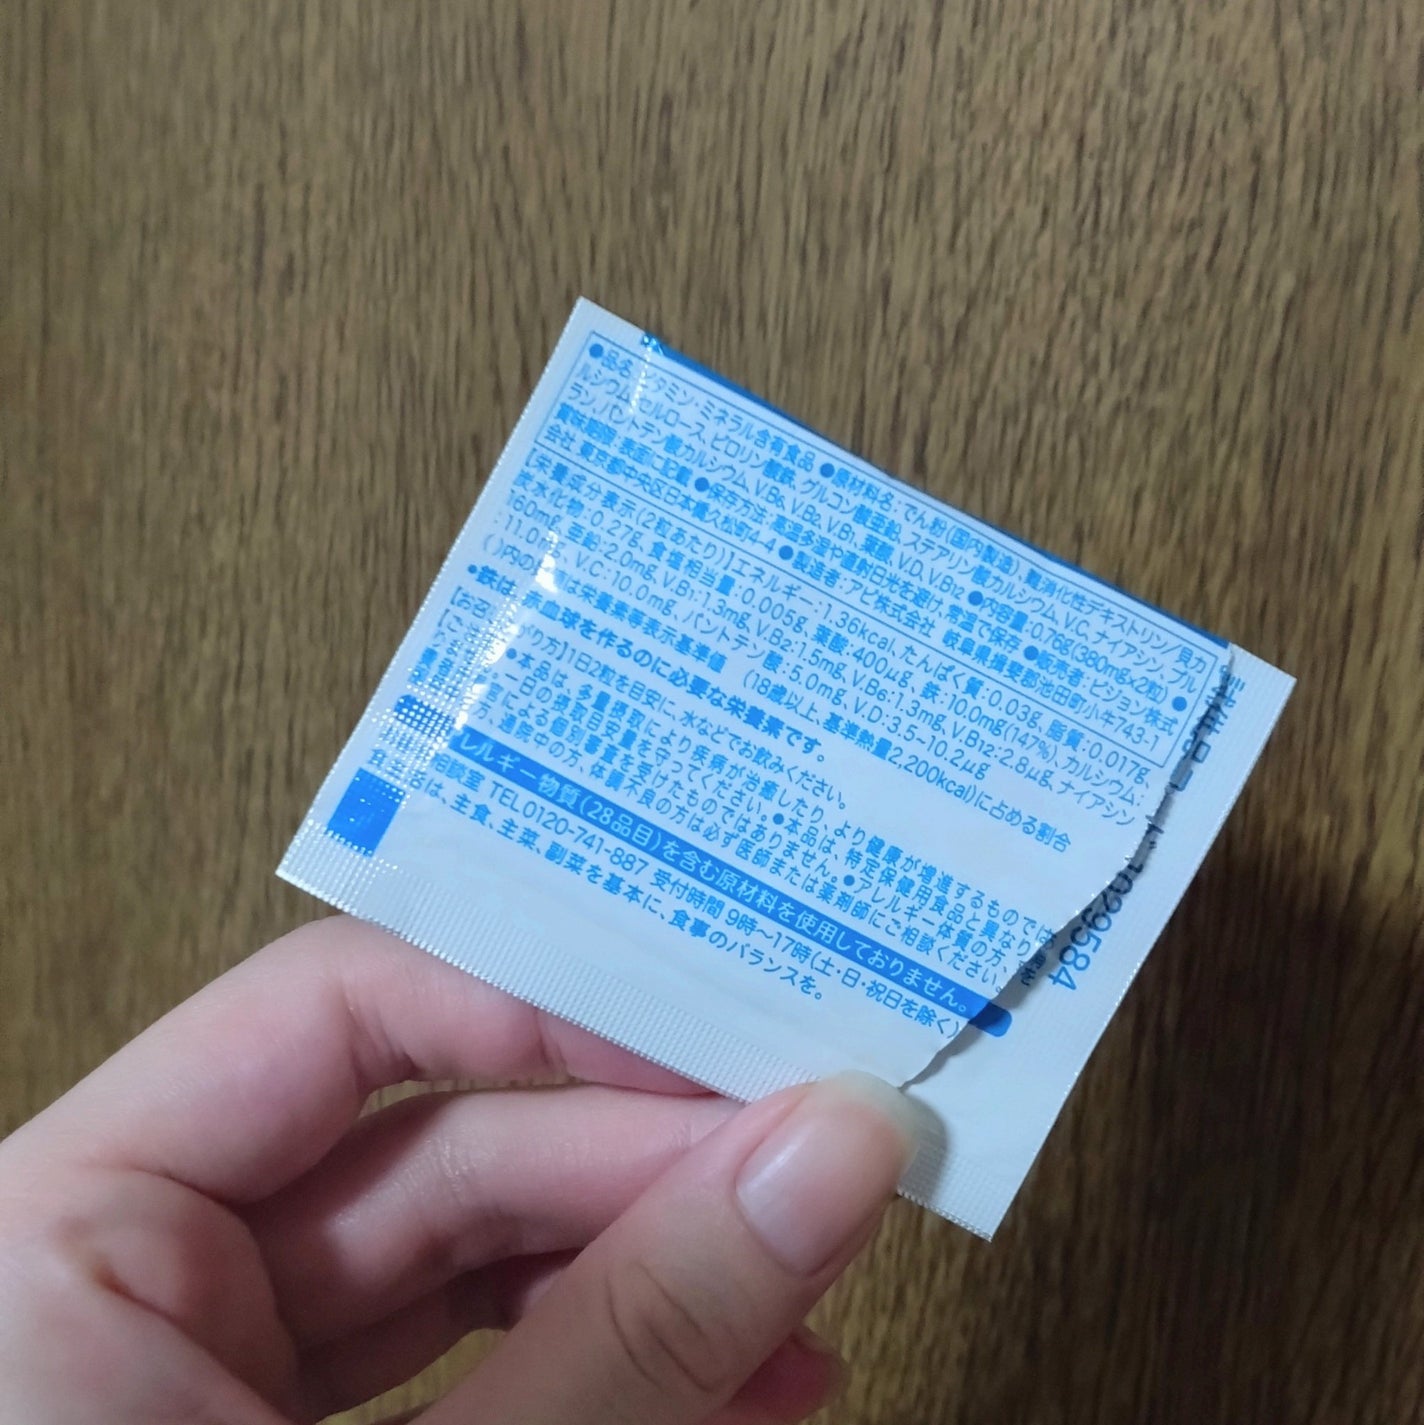 ●品名:ビタミン・ミネラル含有食品 ●原材料名:でん粉(国内製造)、難消化性デキストリン/貝カ
ルシウム、セルロース、ピロリン酸鉄、グルコン酸亜鉛、ステアリン酸カルシウム、V.C、ナイアシン、プル
ラン、パントテン酸カルシウム、V.B₆、V.B₂、V.B₁、葉酸、V.D、V.B₁₂ ●内容量:0.76g(380mg×2粒) ●
賞味期限:表面に記載 ●保存方法:高温多湿や直射日光を避け、常温で保存 ●販売者:ピジョン株式
会社 東京都中央区日本橋久松町4-4 ●製造者:アピ株式会社 岐阜県揖斐郡池田町小牛743-1
【栄養成分表示(2粒あたり)】エネルギー:1.36kcal、たんぱく質:0.03g、脂質:0.017g、
炭水化物:0.27g、食塩相当量:0.005g、葉酸:400μg、鉄:10.0mg(147%)、カルシウム:
160mg、亜鉛:2.0mg、V.B₁:1.3mg、V.B₂:1.5mg、V.B₆:1.3mg、V.B₁₂:2.8μg、ナイアシン
:11.0mg、V.C:10.0mg、パントテン酸:5.0mg、V.D:3.5-10.2μg
( )内の は栄養素等表示基準値 (18歳以上、基準熱量2,200kcal)に占める割合
●鉄は、赤血球を作るのに必要な栄養素です。
【お召し上がり方】1日2粒を目安に、水などでお飲みください。
●本品は、多量摂取により疾病が治癒したり、より健康が増進するものでは
一日の摂取目安量を守ってください。●本品は、特定保健用食品と異なり、
による個別審査を受けたものではありません。●アレルギー体質の方、
通院中の方、体調不良の方は必ず医師または薬剤師にご相談ください。
レルギー物質(28品目)を含む原材料を使用しておりません。
相談室 TEL0120-741-887 受付時間 9時〜17時(土・日・祝日を除く)
は、主食、主菜、副菜を基本に、食事のバランスを。
1029584